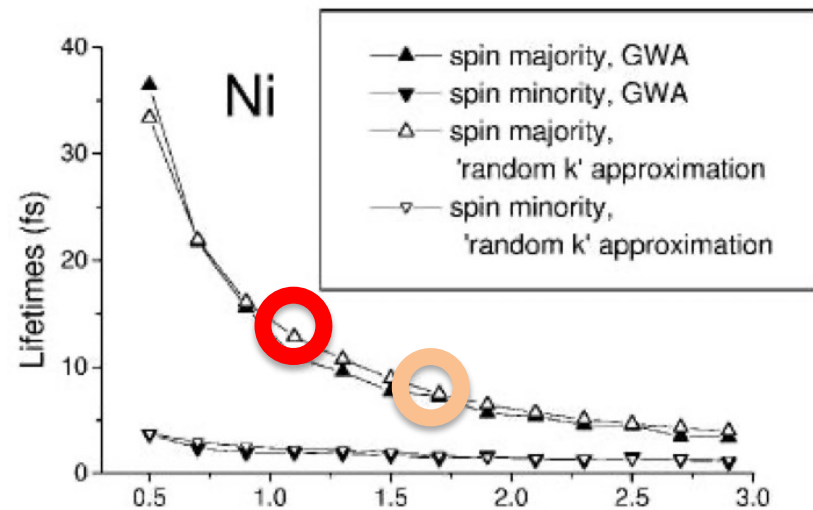 40
30
20
10
0
Lifetimes (fs)
Ni
spin majority, GWA
spin minority, GWA
spin majority,
'random k' approximation
spin minority,
'random k' approximation
0.5 1.0 1.5 2.0 2.5 3.0